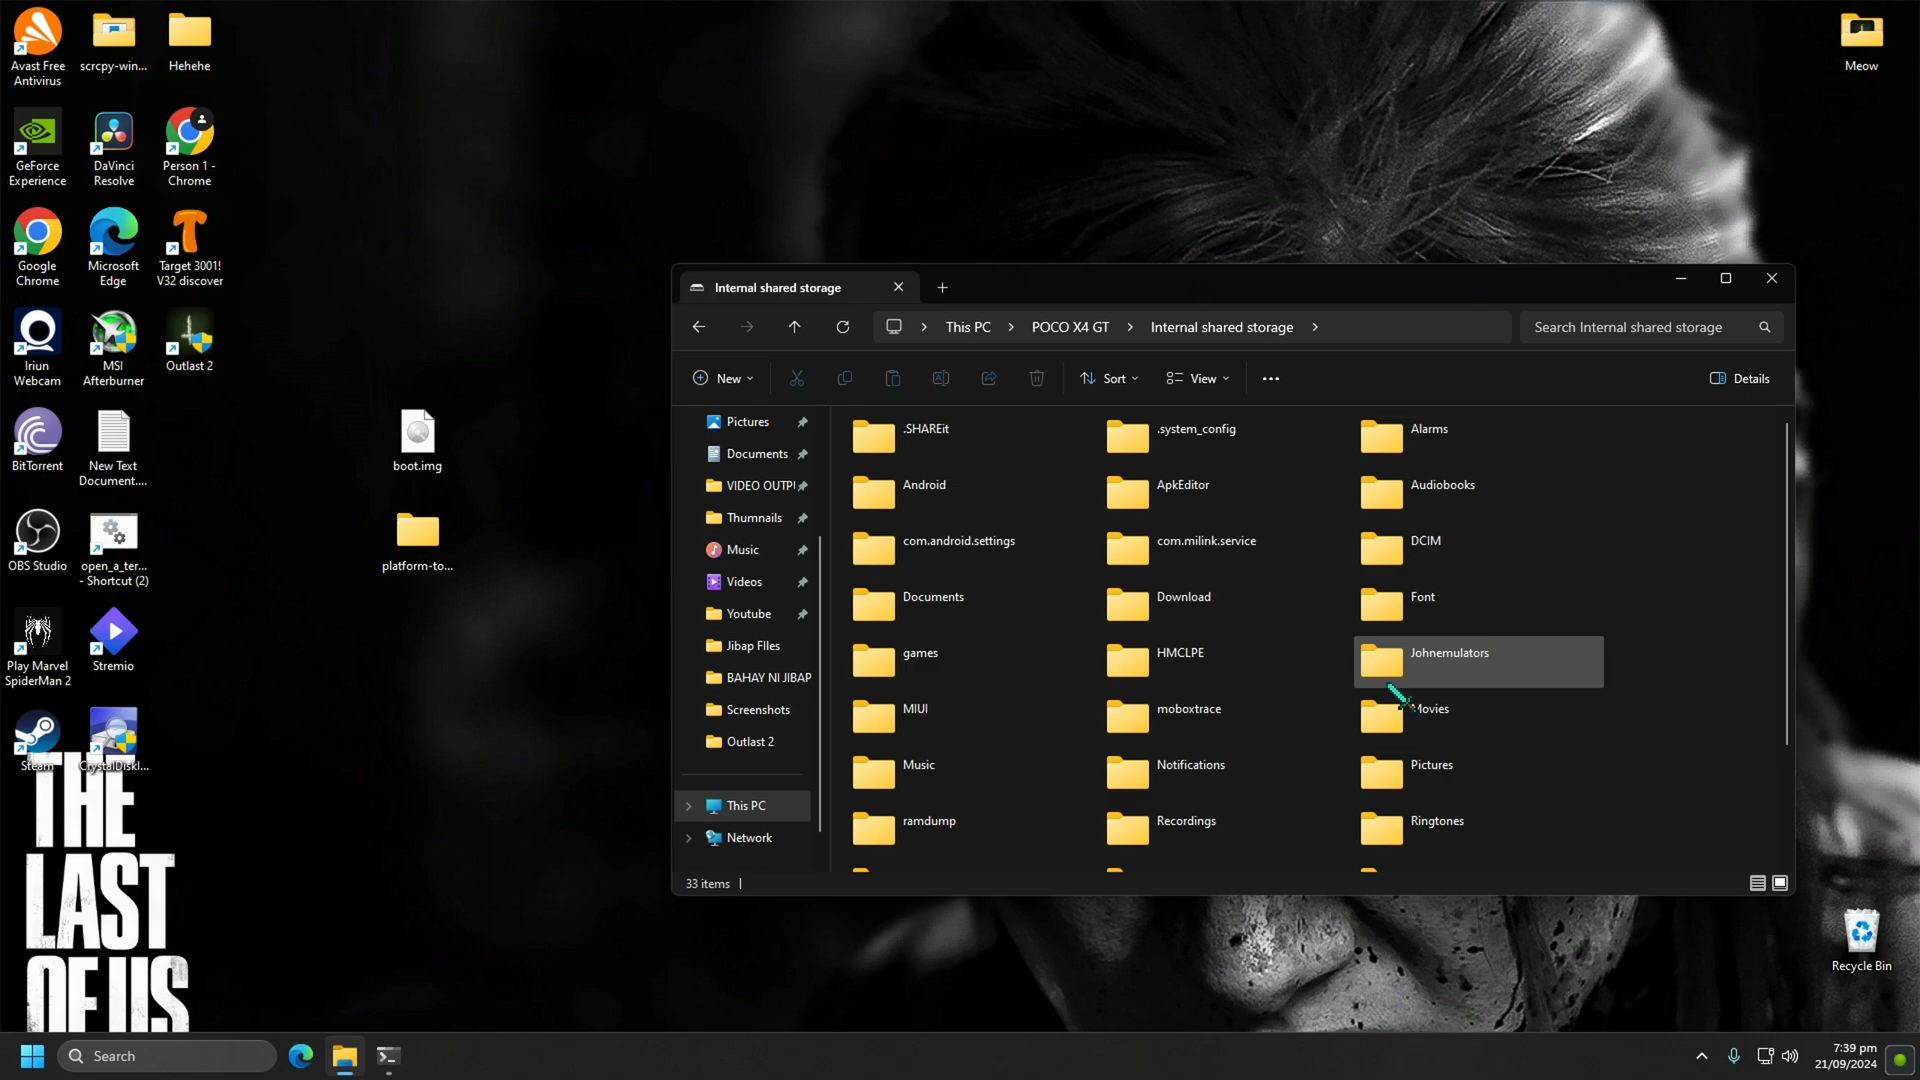 Avast Free
Antivirus
scrcpy-win...
Hehehe
Meow
GeForce
Experience
DaVinci
Resolve
Person 1 -
Chrome
Google
Chrome
Microsoft
Edge
Target 3001!
V32 discover
Iriun
Webcam
MSI
Afterburner
Outlast 2
BitTorrent
New Text
Document....
boot.img
OBS Studio
open_a_ter...
- Shortcut (2)
platform-to...
Play Marvel
SpiderMan 2
Stremio
Steam
CrystalDiskI...
THE
LAST
OF US
Internal shared storage
This PC
POCO X4 GT
Internal shared storage
Search Internal shared storage
New
Sort
View
Details
Pictures
Documents
VIDEO OUTP
Thumnails
Music
Videos
Youtube
Jibap FIles
BAHAY NI JIBAP
Screenshots
Outlast 2
This PC
Network
.SHAREit
.system_config
Alarms
Android
ApkEditor
Audiobooks
com.android.settings
com.milink.service
DCIM
Documents
Download
Font
games
HMCLPE
Johnemulators
MIUI
moboxtrace
Movies
Music
Notifications
Pictures
ramdump
Recordings
Ringtones
33 items
Recycle Bin
Search
7:39 pm
21/09/2024